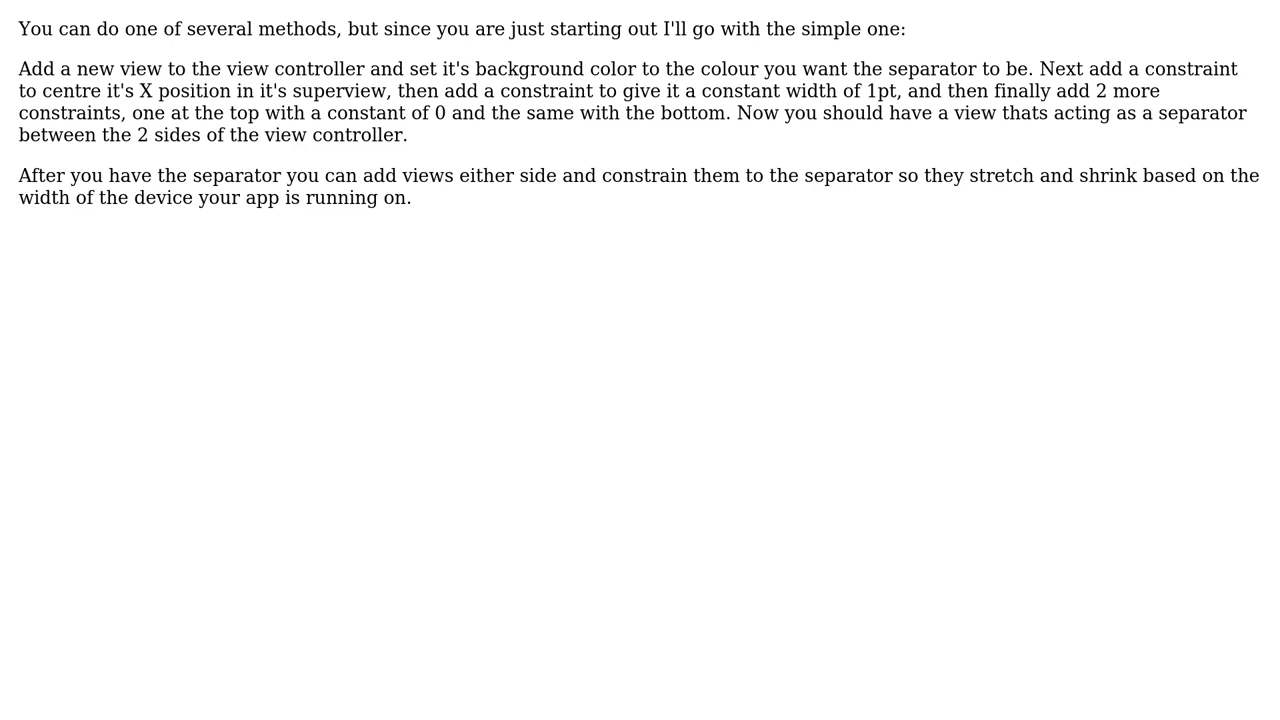 You can do one of several methods, but since you are just starting out I'll go with the simple one:
Add a new view to the view controller and set it's background color to the colour you want the separator to be. Next add a constraint
to centre it's X position in it's superview, then add a constraint to give it a constant width of 1pt, and then finally add 2 more
constraints, one at the top with a constant of 0 and the same with the bottom. Now you should have a view thats acting as a separator
between the 2 sides of the view controller.
After you have the separator you can add views either side and constrain them to the separator so they stretch and shrink based on the
width of the device your app is running on.